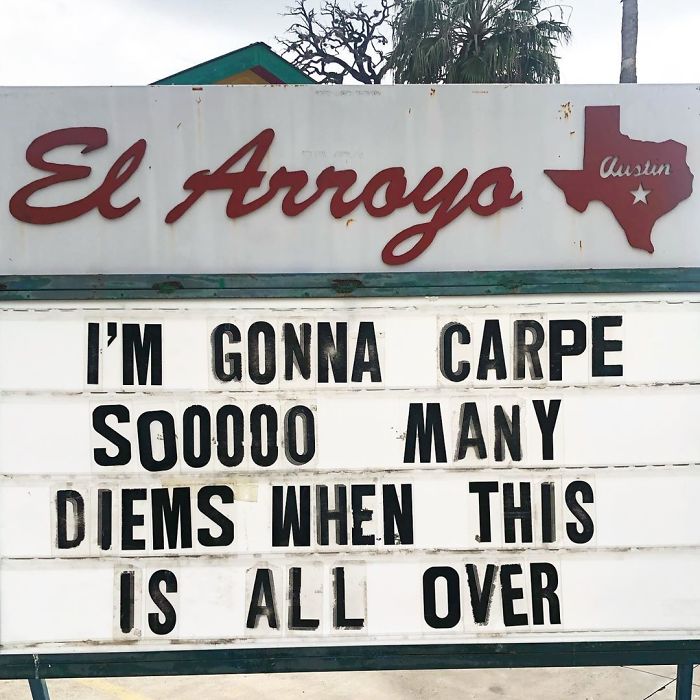 El Arroyo
Austin
I'M GONNA CARPE
SOOOOO MANY
DIEMS WHEN THIS
IS ALL OVER